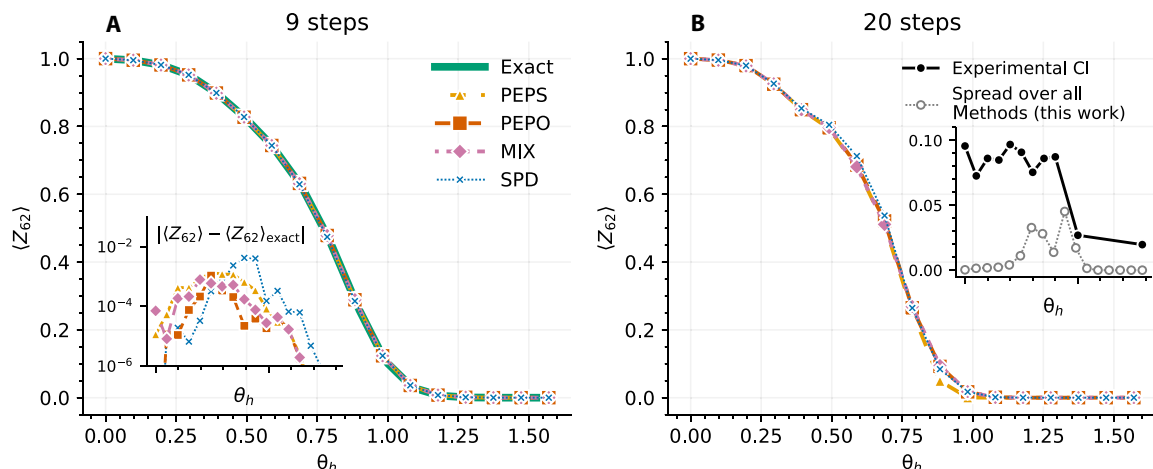 A
9 steps
1.0
0.8
0.6
0.4
0.2
0.0
⟨Z₆₂⟩
Exact
PEPS
PEPO
MIX
SPD
|⟨Z₆₂⟩ − ⟨Z₆₂⟩exact|
10⁻²
10⁻⁴
10⁻⁶
θₕ
0.00 0.25 0.50 0.75 1.00 1.25 1.50
θₕ
B
20 steps
1.0
0.8
0.6
0.4
0.2
0.0
⟨Z₆₂⟩
Experimental CI
Spread over all
Methods (this work)
0.10
0.05
0.00
θₕ
0.00 0.25 0.50 0.75 1.00 1.25 1.50
θₕ